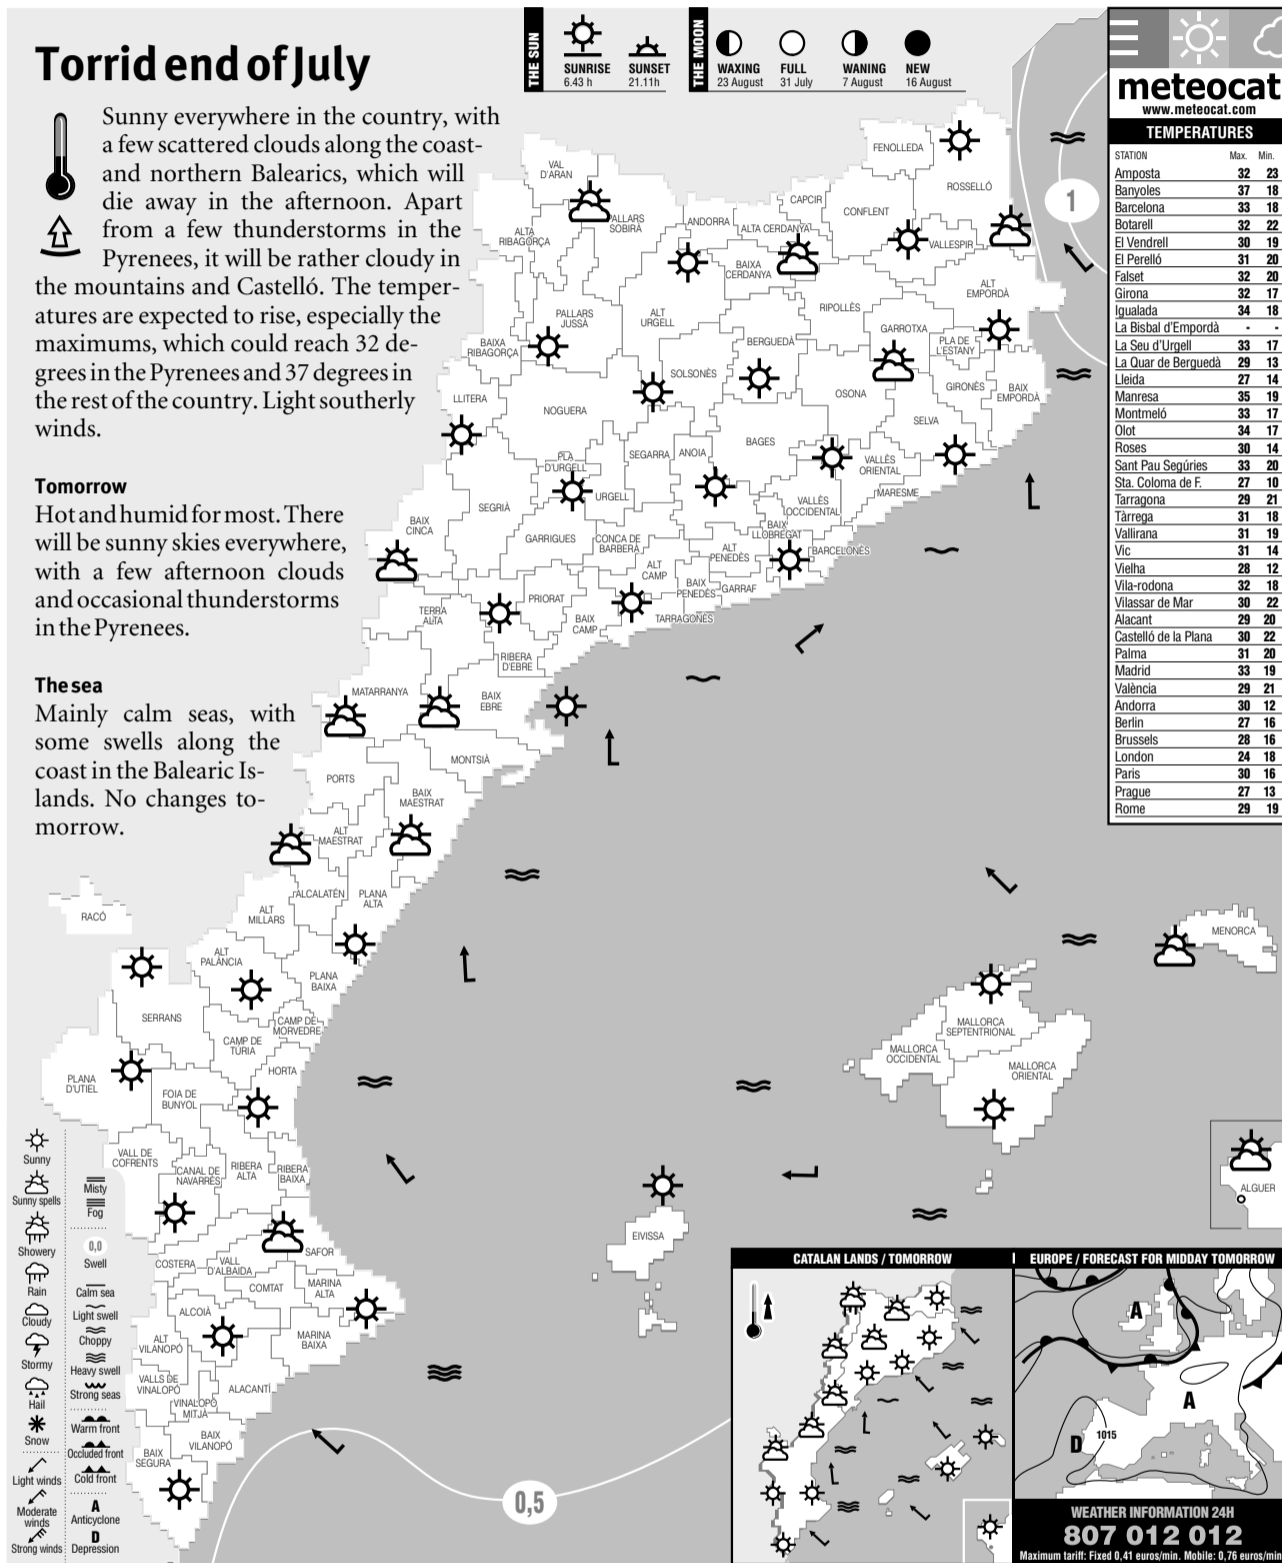 Torrid end of July
Sunny everywhere in the country, with
a few scattered clouds along the coast-
and northern Balearics, which will
die away in the afternoon. Apart
from a few thunderstorms in the
Pyrenees, it will be rather cloudy in
the mountains and Castelló. The temper-
atures are expected to rise, especially the
maximums, which could reach 32 de-
grees in the Pyrenees and 37 degrees in
the rest of the country. Light southerly
winds.
Tomorrow
Hot and humid for most. There
will be sunny skies everywhere,
with a few afternoon clouds
and occasional thunderstorms
in the Pyrenees.
The sea
Mainly calm seas, with
some swells along the
coast in the Balearic Is-
lands. No changes to-
morrow.
THE SUN
SUNRISE
6.43 h
SUNSET
21.11h
THE MOON
WAXING
23 August
FULL
31 July
WANING
7 August
NEW
16 August
meteocat
www.meteocat.com
TEMPERATURES
STATION Max. Min.
Amposta 32 23
Banyoles 37 18
Barcelona 33 18
Botarell 32 22
El Vendrell 30 19
El Perelló 31 20
Falset 32 20
Girona 32 17
Igualada 34 18
La Bisbal d'Empordà - -
La Seu d'Urgell 33 17
La Quar de Berguedà 29 13
Lleida 27 14
Manresa 35 19
Montmeló 33 17
Olot 34 17
Roses 30 14
Sant Pau Segúries 33 20
Sta. Coloma de F. 27 10
Tarragona 29 21
Tàrrega 31 18
Vallirana 31 19
Vic 31 14
Vielha 28 12
Vila-rodona 32 18
Vilassar de Mar 30 22
Alacant 29 20
Castelló de la Plana 30 22
Palma 31 20
Madrid 33 19
València 29 21
Andorra 30 12
Berlin 27 16
Brussels 28 16
London 24 18
Paris 30 16
Prague 27 13
Rome 29 19
1
FENOLLEDA
ROSSELLÓ
VAL
D'ARAN
PALLARS
SOBIRÀ
ALTA
RIBAGORÇA
ANDORRA
CAPCIR
ALTA CERDANYA
CONFLENT
VALLESPIR
BAIXA
CERDANYA
ALT
EMPORDÀ
PALLARS
JUSSÀ
ALT
URGELL
RIPOLLÈS
GARROTXA
PLA DE
L'ESTANY
BAIXA
RIBAGORÇA
BERGUEDÀ
SOLSONÈS
OSONA
GIRONÈS
BAIX
EMPORDÀ
LLITERA
NOGUERA
SELVA
BAGES
PLA
D'URGELL
SEGARRA
ANOIA
VALLÈS
ORIENTAL
MARESME
URGELL
SEGRIÀ
VALLÈS
OCCIDENTAL
BAIX
CINCA
GARRIGUES
CONCA DE
BARBERÀ
BAIX
LLOBREGAT
BARCELONÈS
ALT
PENEDÈS
ALT
CAMP
BAIX
PENEDÈS
GARRAF
PRIORAT
TERRA
ALTA
BAIX
CAMP
TARRAGONÈS
RIBERA
D'EBRE
MATARRANYA
BAIX
EBRE
MONTSIÀ
PORTS
BAIX
MAESTRAT
ALT
MAESTRAT
ALCALATÉN
PLANA
ALTA
RACÓ
ALT
MILLARS
ALT
PALÀNCIA
PLANA
BAIXA
SERRANS
CAMP DE
MORVEDRE
CAMP DE
TÚRIA
HORTA
PLANA
D'UTIEL
FOIA DE
BUNYOL
VALL DE
COFRENTS
CANAL DE
NAVARRÉS
RIBERA
ALTA
RIBERA
BAIXA
SAFOR
COSTERA
VALL
D'ALBAIDA
COMTAT
MARINA
ALTA
ALCOIÀ
MARINA
BAIXA
ALT
VILANOPÓ
VALLS DE
VINALOPÓ
ALACANTÍ
VINALOPÓ
MITJÀ
BAIX
VILANOPÓ
BAIX
SEGURA
MENORCA
MALLORCA
SEPTENTRIONAL
MALLORCA
OCCIDENTAL
MALLORCA
ORIENTAL
EIVISSA
ALGUER
0,5
Sunny
Sunny spells
Showery
Rain
Cloudy
Stormy
Hail
Snow
Light winds
Moderate
winds
Strong winds
Misty
Fog
0,0
Swell
Calm sea
Light swell
Choppy
Heavy swell
Strong seas
Warm front
Occluded front
Cold front
A
Anticyclone
D
Depression
CATALAN LANDS / TOMORROW
EUROPE / FORECAST FOR MIDDAY TOMORROW
A
A
D
1015
WEATHER INFORMATION 24H
807 012 012
Maximum tariff: Fixed 0,41 euros/min. Mobile: 0,76 euros/min